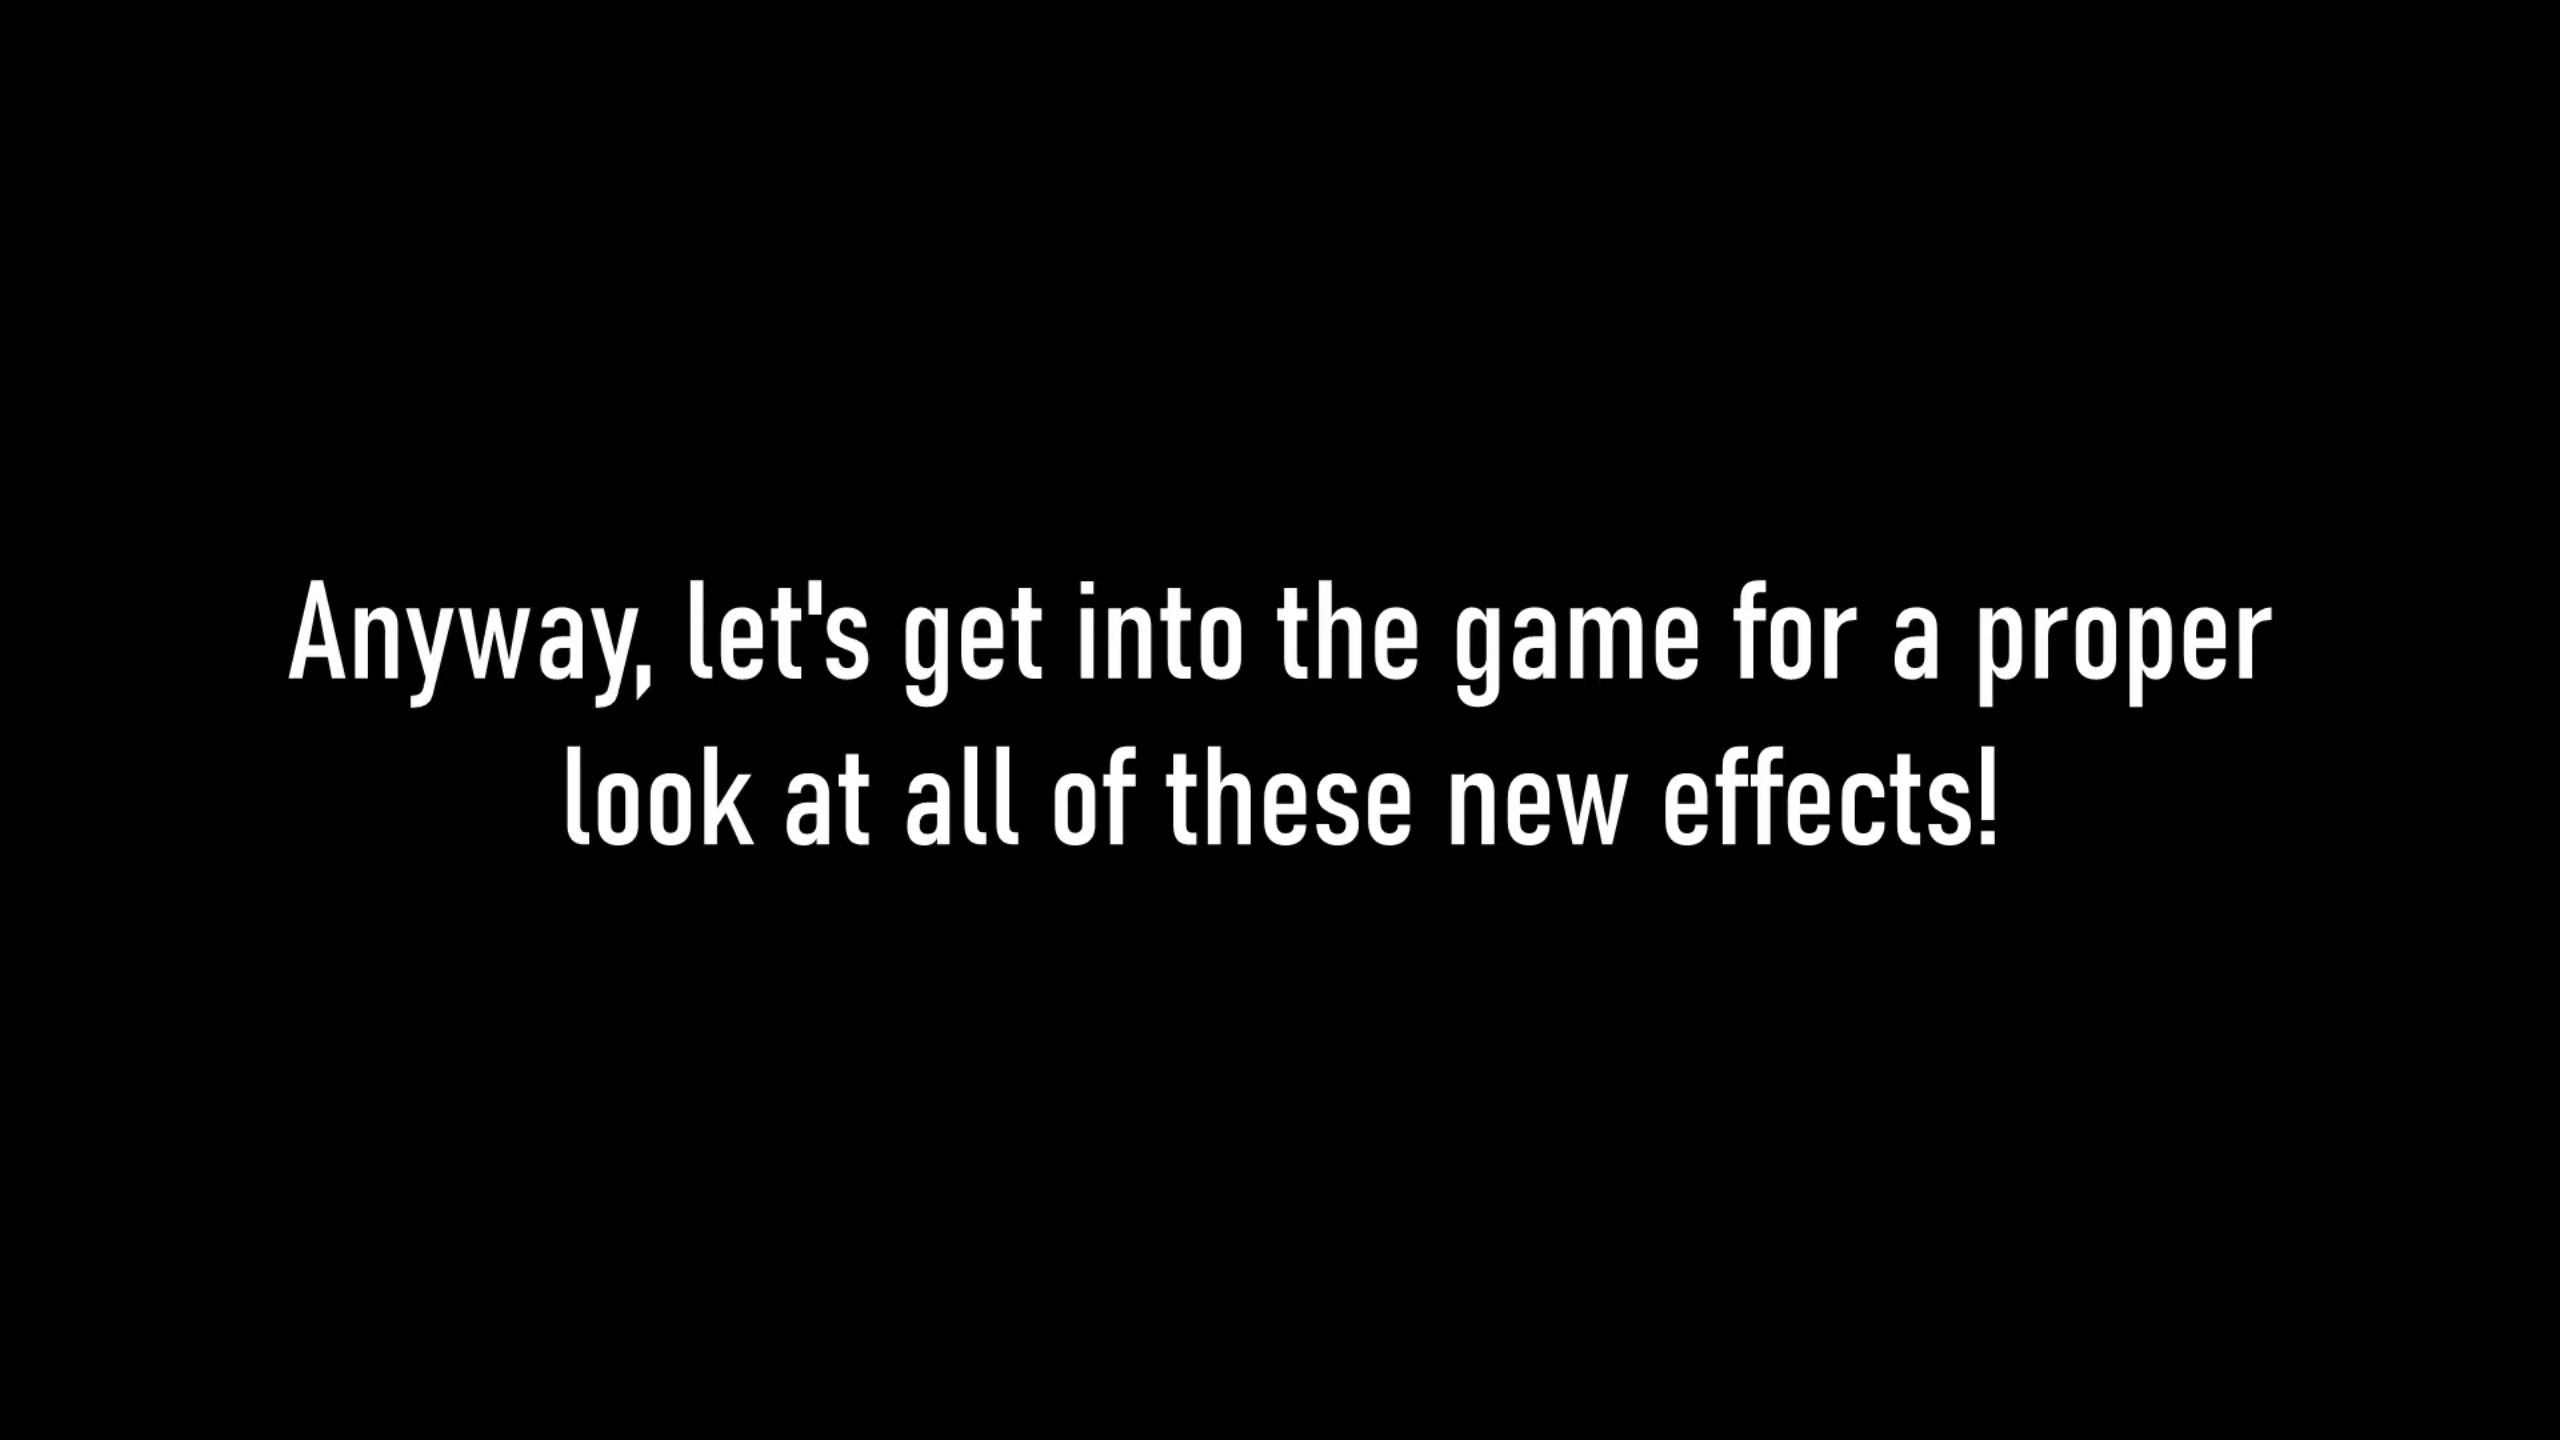 Anyway, let's get into the game for a proper
look at all of these new effects!